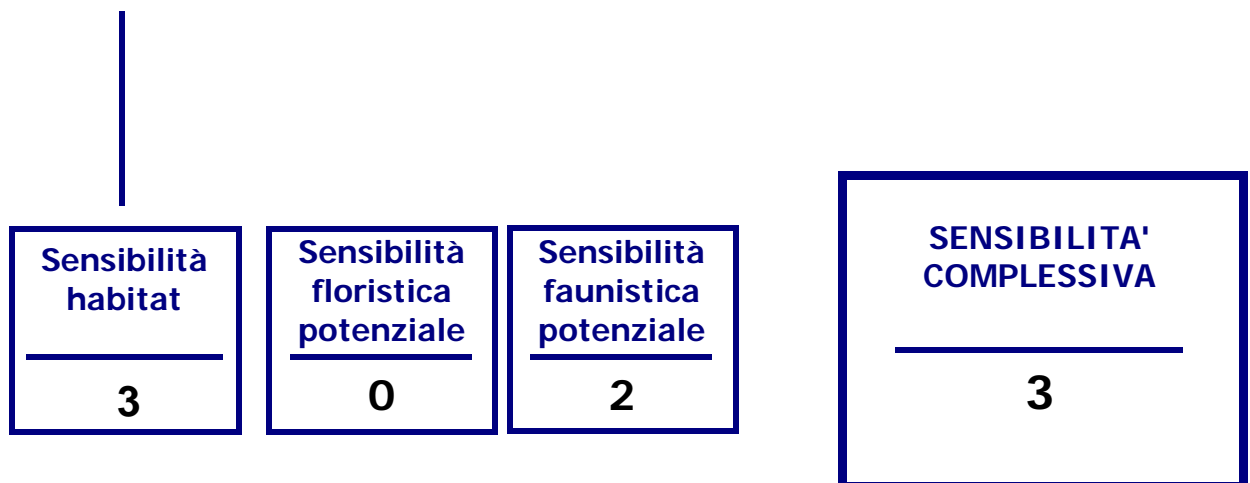 Sensibilità
habitat
3
Sensibilità
floristica
potenziale
0
Sensibilità
faunistica
potenziale
2
SENSIBILITA'
COMPLESSIVA
3